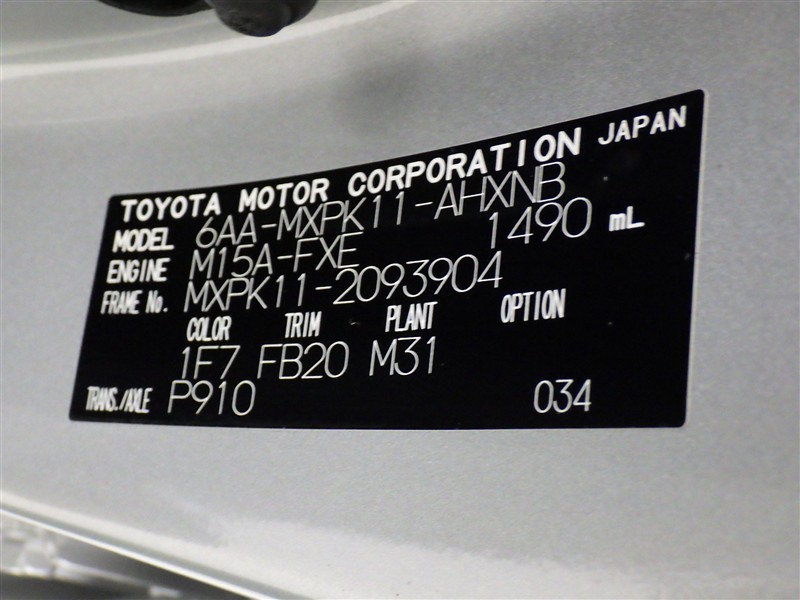 TOYOTA MOTOR CORPORATION JAPAN
MODEL 6AA-MXPK11-AHXNB
ENGINE M15A-FXE 1490 mL
FRAME No. MXPK11-2093904
COLOR TRIM PLANT OPTION
1F7 FB20 M31
TRANS./AXLE P910 034